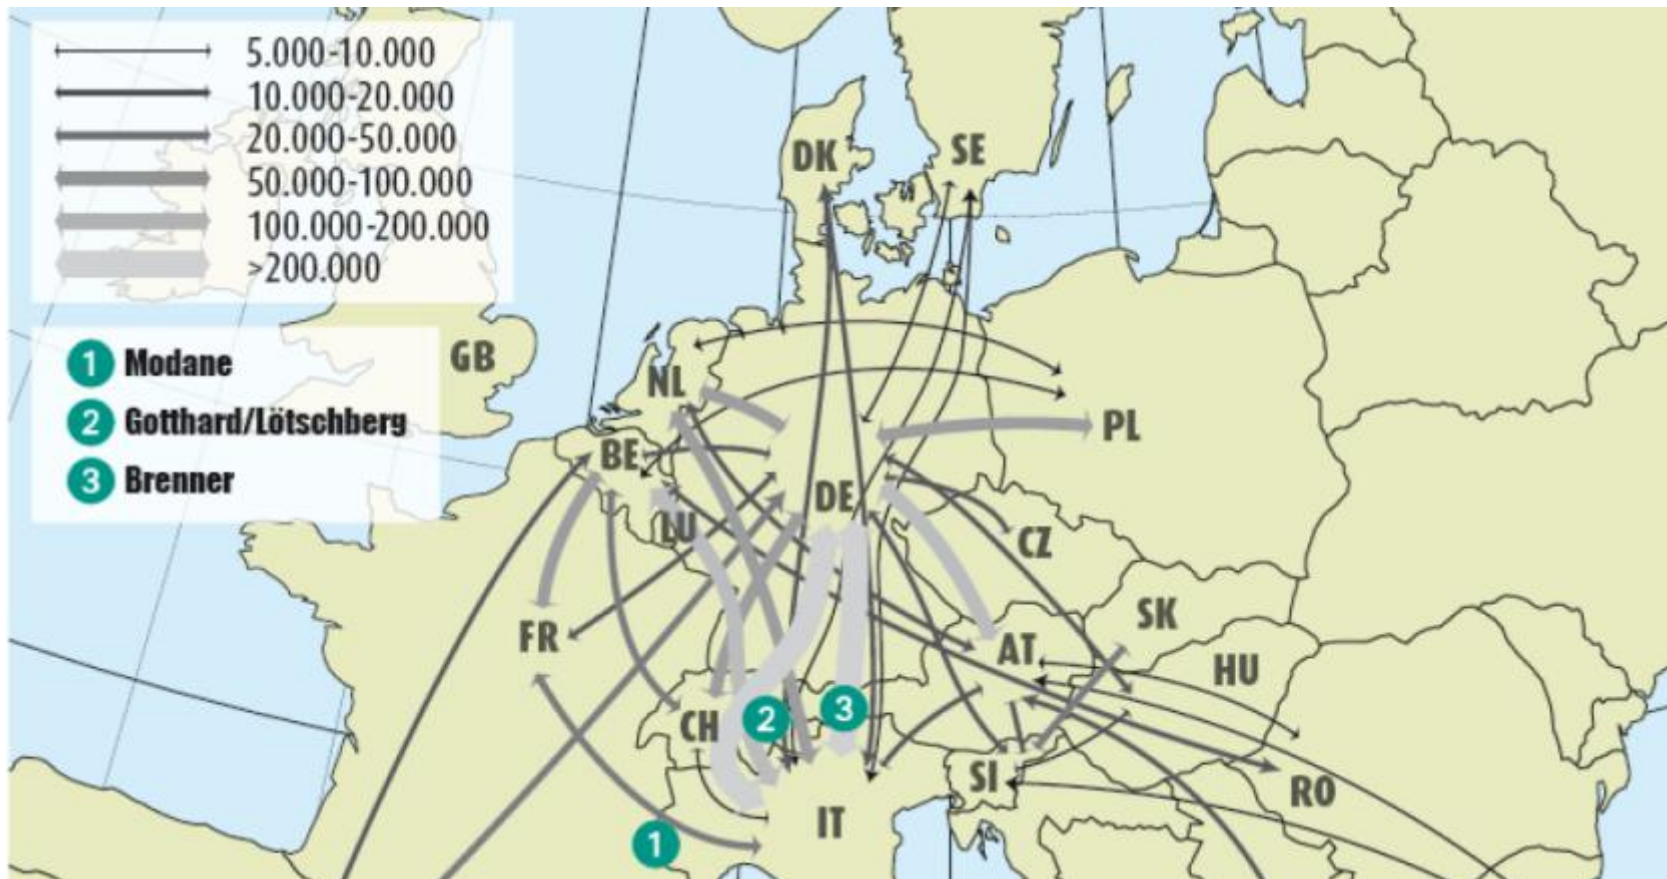 5.000-10.000
10.000-20.000
20.000-50.000
50.000-100.000
100.000-200.000
>200.000
1 Modane
2 Gotthard/Lötschberg
3 Brenner
DK
SE
GB
NL
PL
BE
DE
LU
CZ
FR
SK
AT
HU
CH
2
3
SI
RO
IT
1